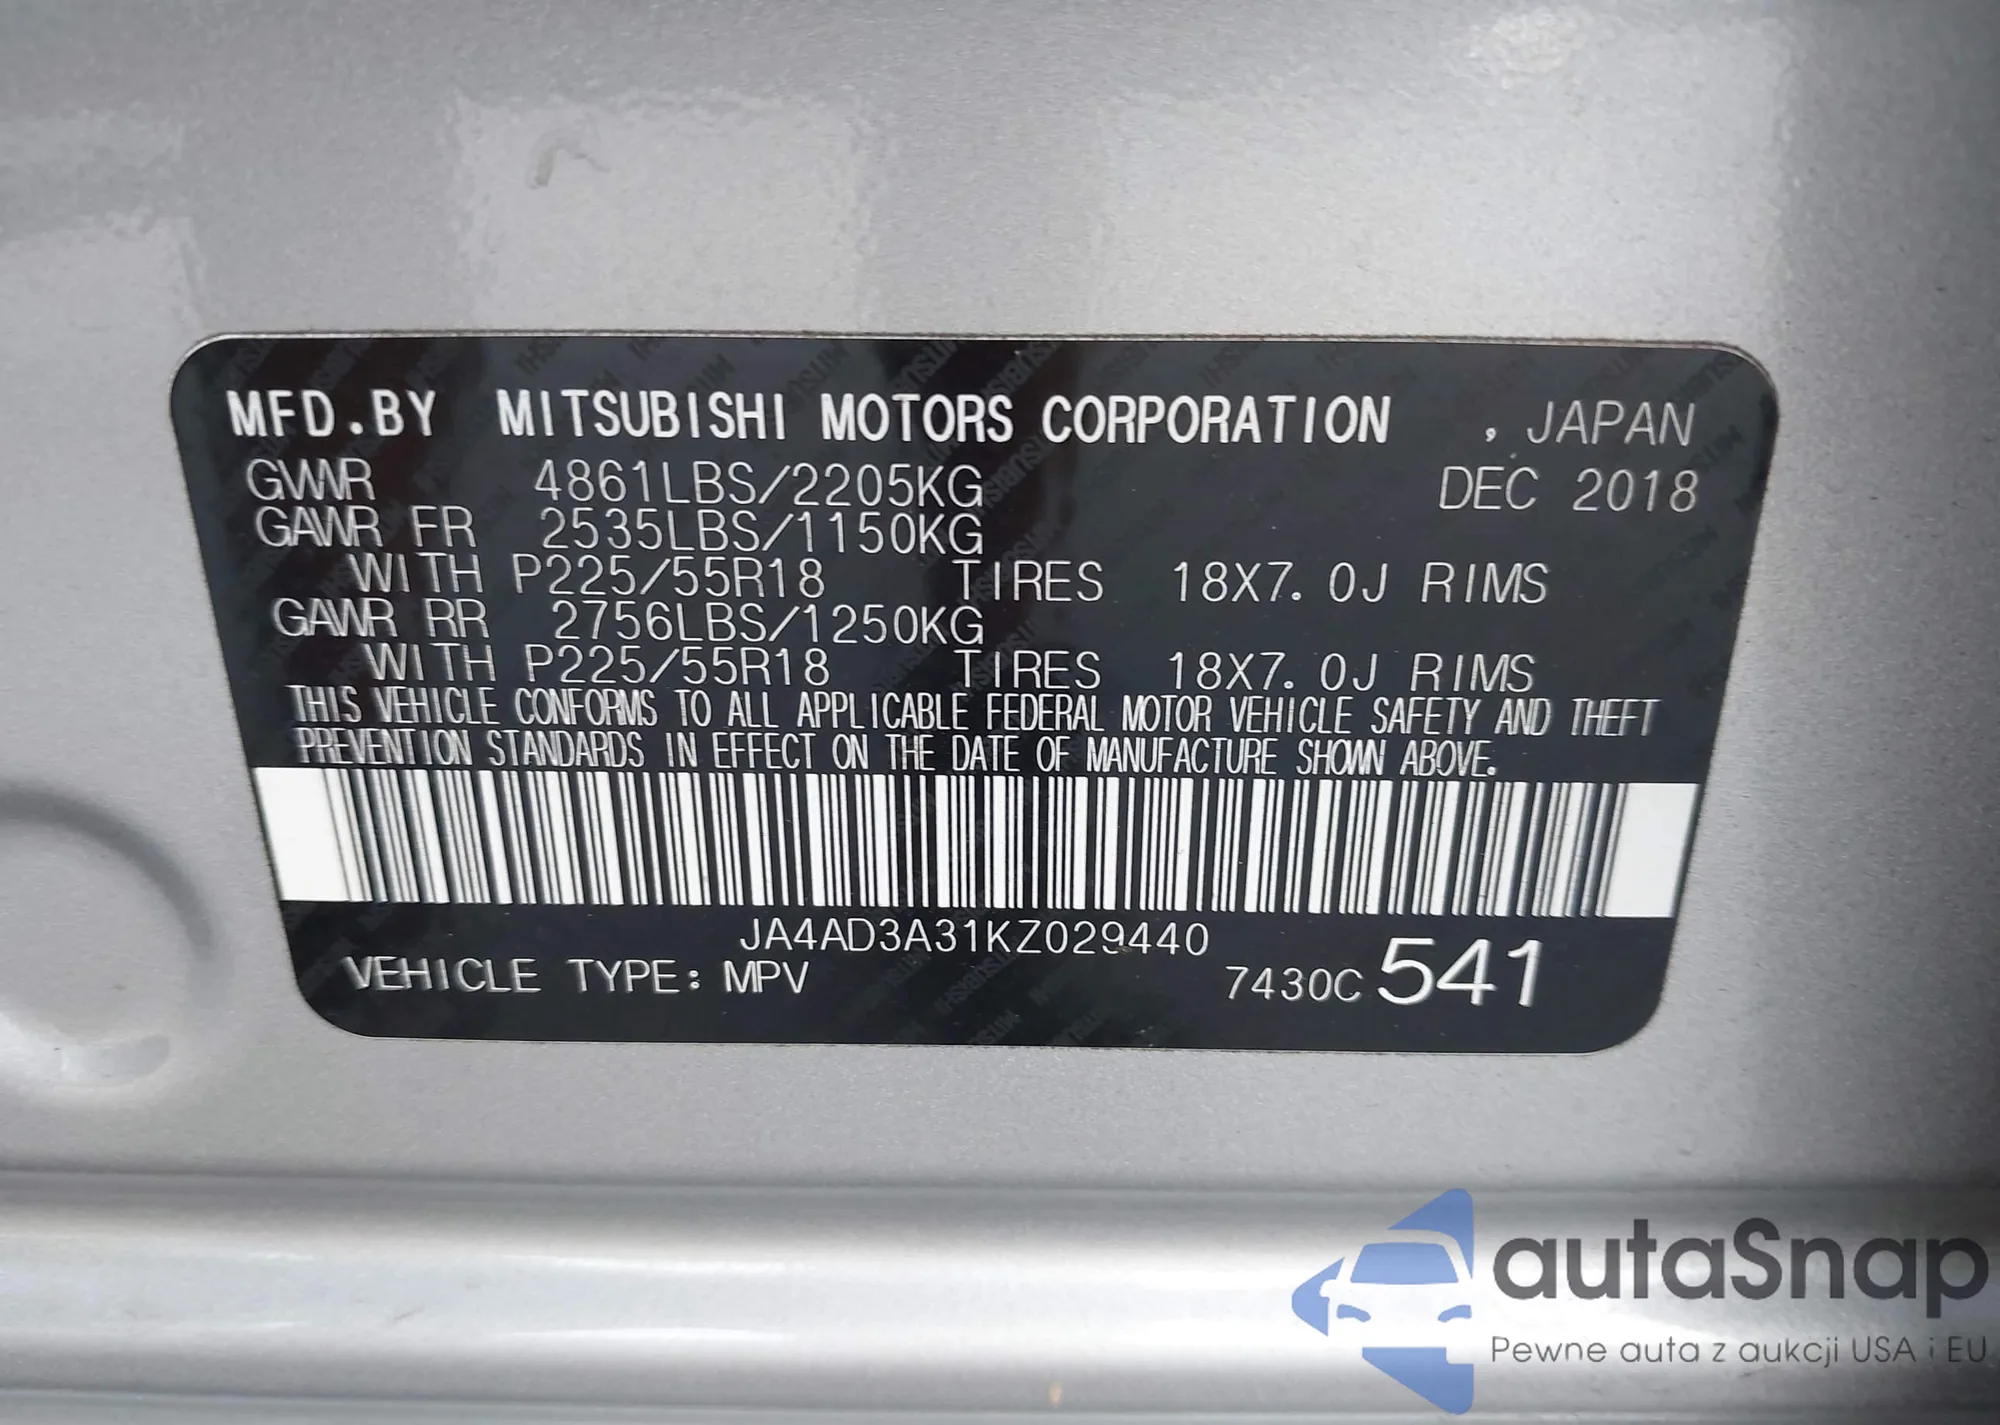 MFD.BY MITSUBISHI MOTORS CORPORATION , JAPAN
GVWR 4861LBS/2205KG DEC 2018
GAWR FR 2535LBS/1150KG
WITH P225/55R18 TIRES 18X7.0J RIMS
GAWR RR 2756LBS/1250KG
WITH P225/55R18 TIRES 18X7.0J RIMS
THIS VEHICLE CONFORMS TO ALL APPLICABLE FEDERAL MOTOR VEHICLE SAFETY AND THEFT
PREVENTION STANDARDS IN EFFECT ON THE DATE OF MANUFACTURE SHOWN ABOVE.
JA4AD3A31KZ029440
VEHICLE TYPE: MPV 7430C 541
autaSnap
Pewne auta z aukcji USA i EU